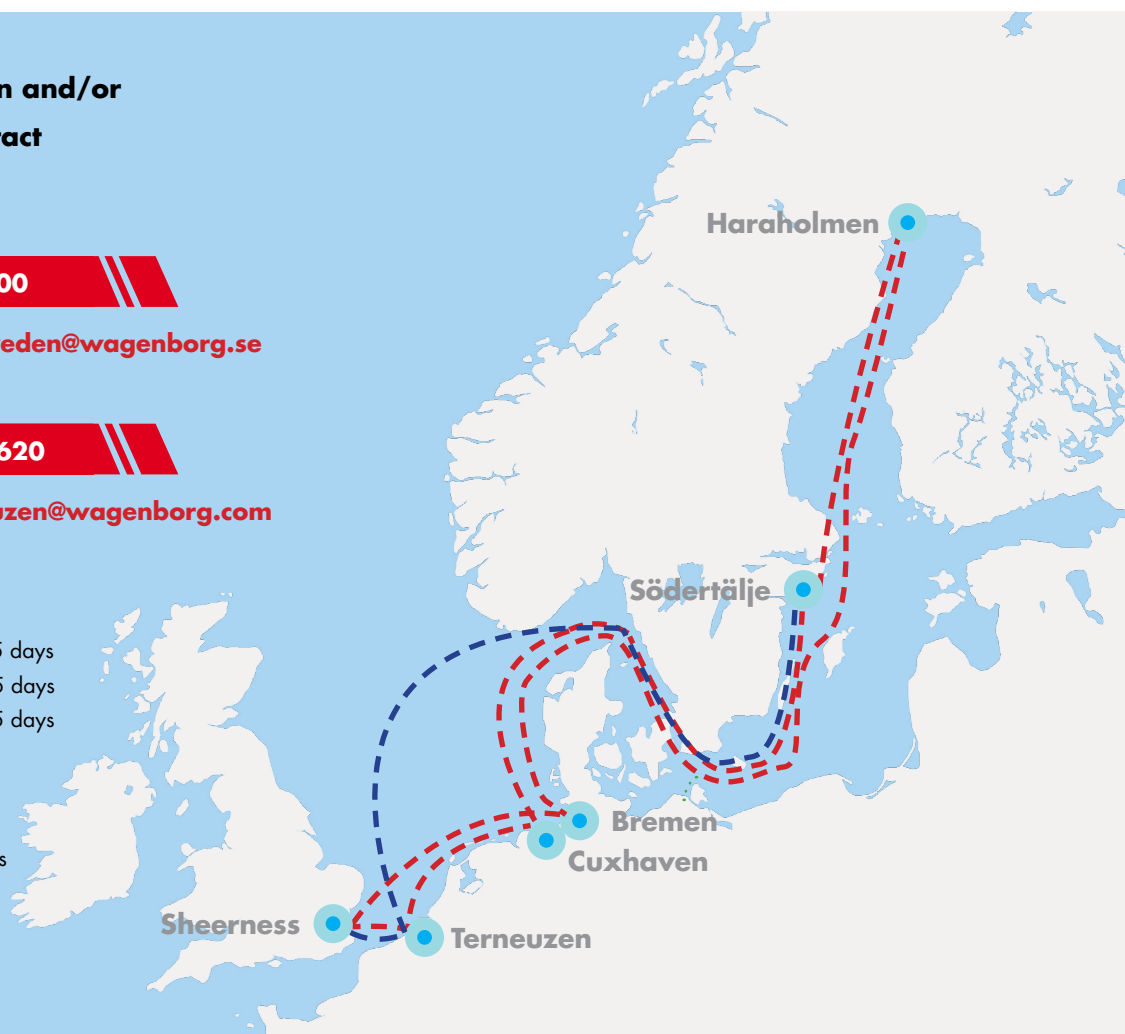 n and/or
tact
00
eden@wagenborg.se
620
uzen@wagenborg.com
5 days
5 days
5 days
s
Haraholmen
Södertälje
Bremen
Cuxhaven
Sheerness
Terneuzen